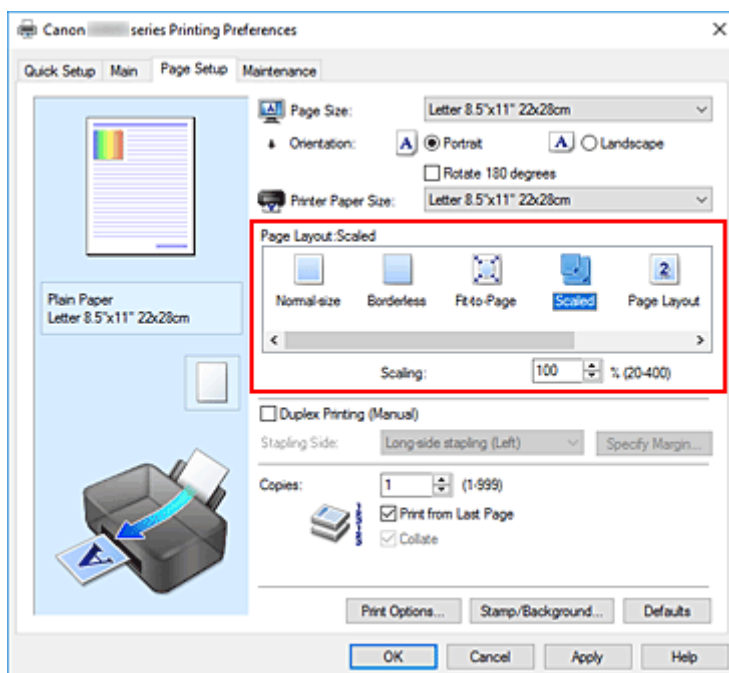 Canon series Printing Preferences
Quick Setup Main Page Setup Maintenance
Page Size: Letter 8.5"x11" 22x28cm
Orientation: A Portrait A Landscape
Rotate 180 degrees
Printer Paper Size: Letter 8.5"x11" 22x28cm
Page Layout:Scaled
Normal-size Borderless Fit-to-Page Scaled 2 Page Layout
Scaling: 100 % (20-400)
Plain Paper
Letter 8.5"x11" 22x28cm
Duplex Printing (Manual)
Stapling Side: Long-side stapling (Left) Specify Margin...
Copies: 1 (1-999)
Print from Last Page
Collate
A
Print Options... Stamp/Background... Defaults
OK Cancel Apply Help